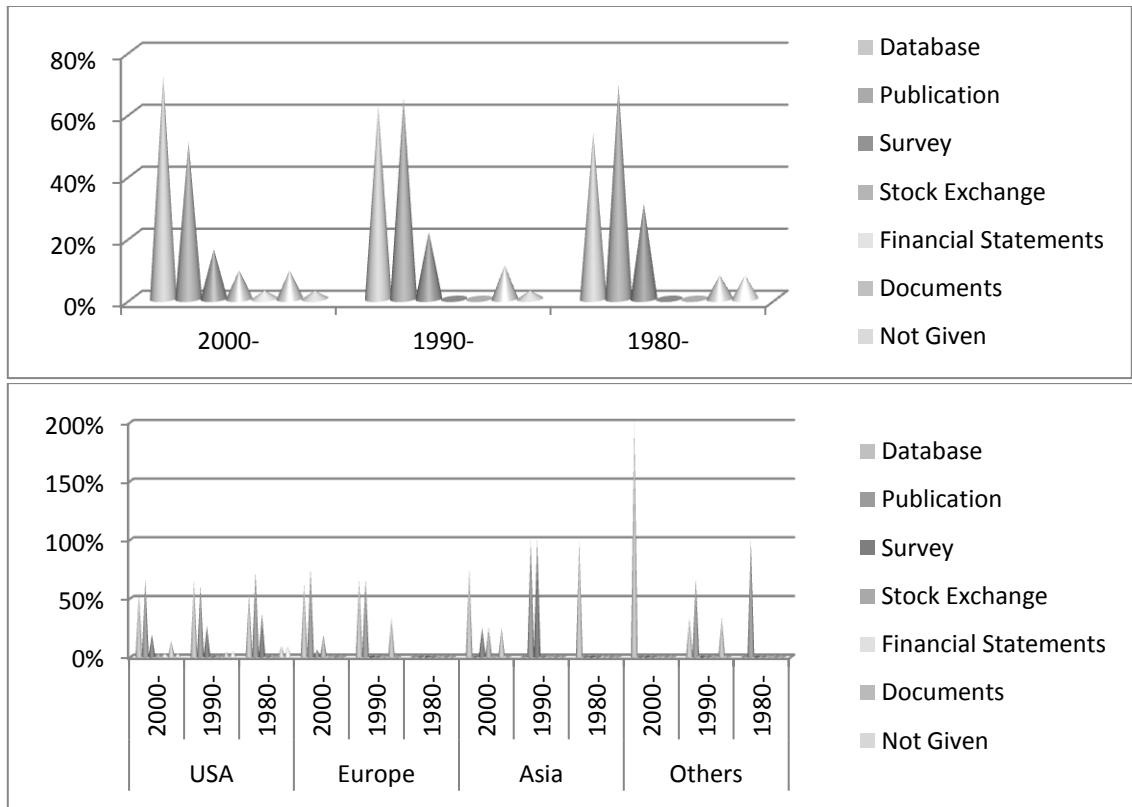 80%
60%
40%
20%
0%
2000-
1990-
1980-
Database
Publication
Survey
Stock Exchange
Financial Statements
Documents
Not Given
200%
150%
100%
50%
0%
2000-
1990-
1980-
2000-
1990-
1980-
2000-
1990-
1980-
2000-
1990-
1980-
USA
Europe
Asia
Others
Database
Publication
Survey
Stock Exchange
Financial Statements
Documents
Not Given